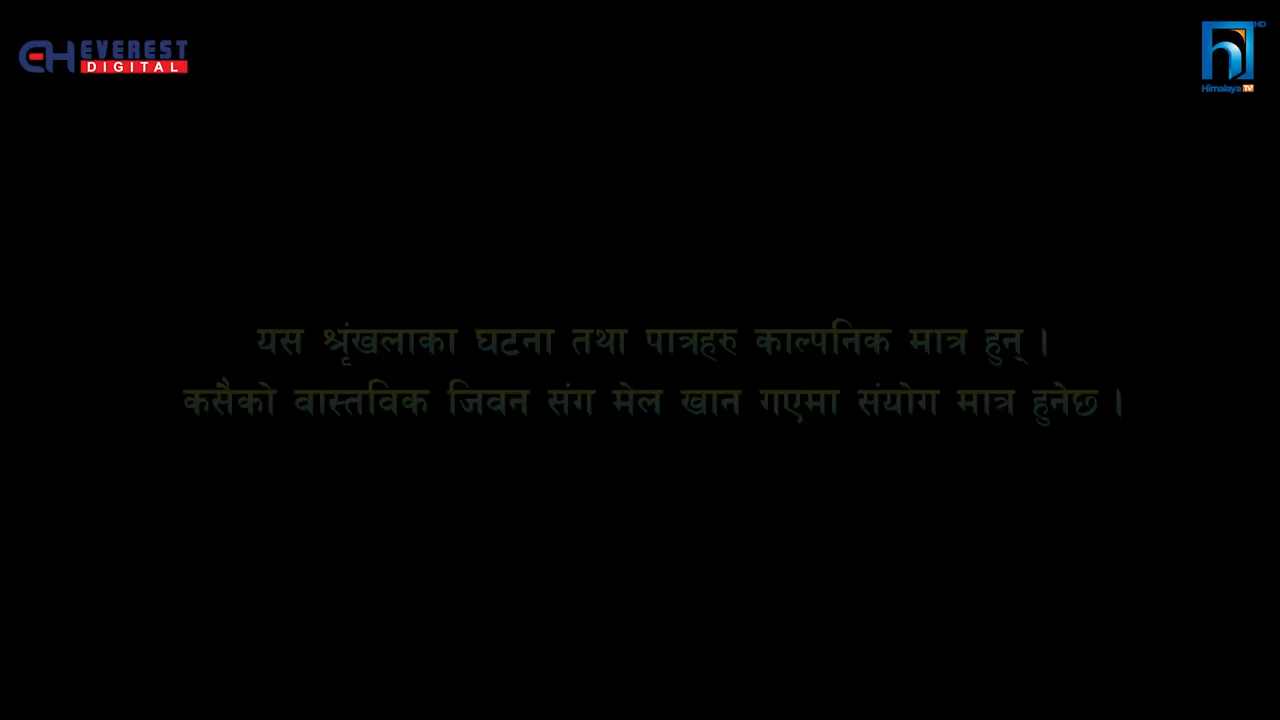 EVEREST
DIGITAL
HD
Himalaya TV
यस श्रृंखलाका घटना तथा पात्रहरु काल्पनिक मात्र हुन् ।
कसैको वास्तविक जिवन संग मेल खान गएमा संयोग मात्र हुनेछ ।